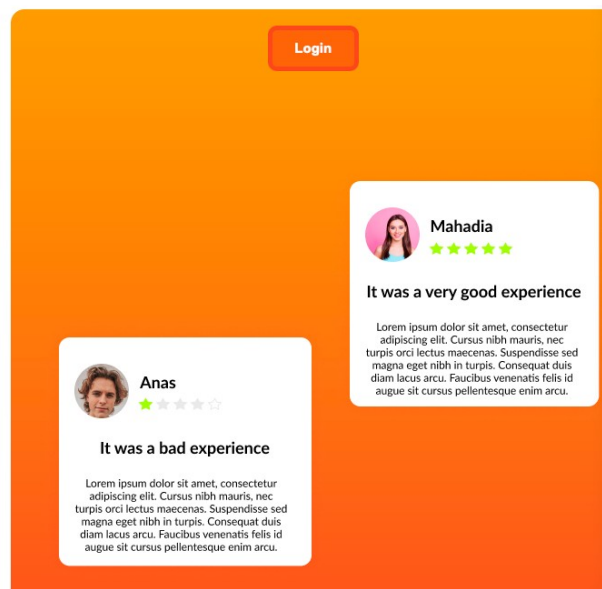 Login
Mahadia
It was a very good experience
Lorem ipsum dolor sit amet, consectetur
adipiscing elit. Cursus nibh mauris, nec
turpis orci lectus maecenas. Suspendisse sed
magna eget nibh in turpis. Consequat duis
diam lacus arcu. Faucibus venenatis felis id
augue sit cursus pellentesque enim arcu.
Anas
It was a bad experience
Lorem ipsum dolor sit amet, consectetur
adipiscing elit. Cursus nibh mauris, nec
turpis orci lectus maecenas. Suspendisse sed
magna eget nibh in turpis. Consequat duis
diam lacus arcu. Faucibus venenatis felis id
augue sit cursus pellentesque enim arcu.